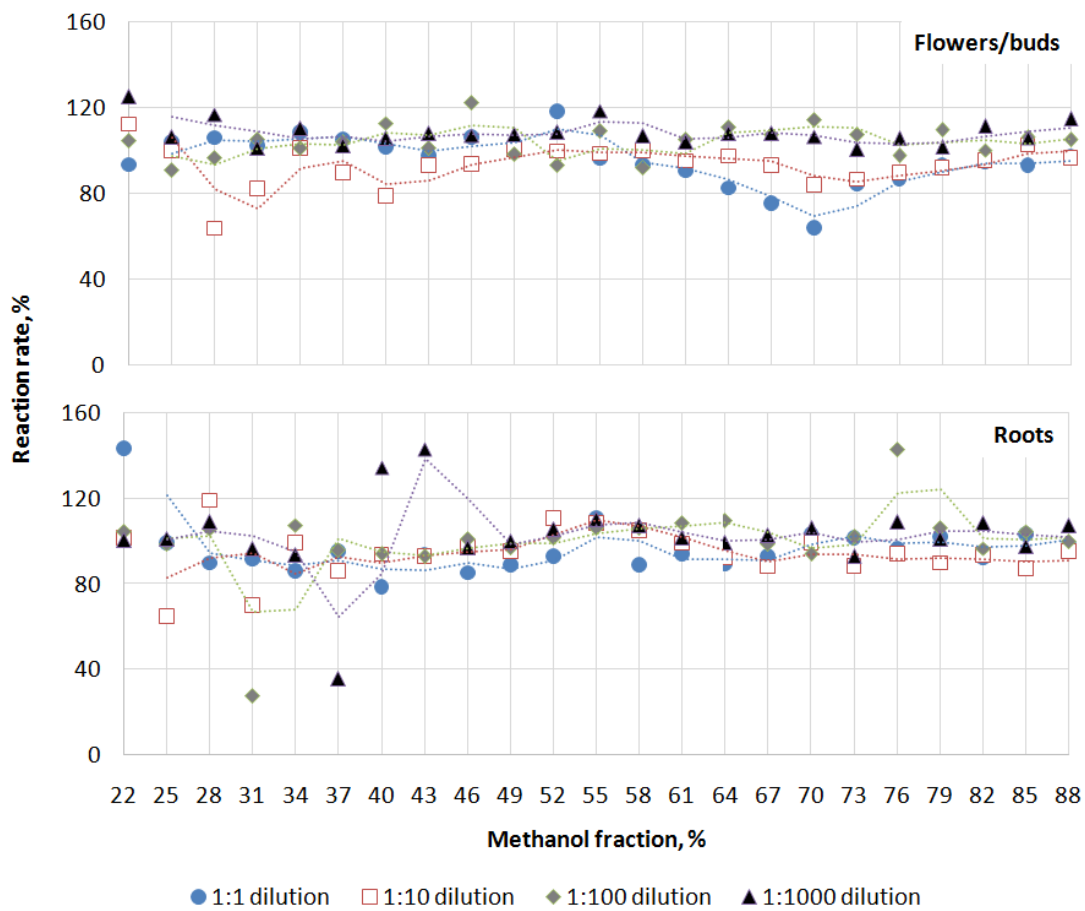 160
Flowers/buds
120
80
40
0
Reaction rate, %
160
Roots
120
80
40
0
22 25 28 31 34 37 40 43 46 49 52 55 58 61 64 67 70 73 76 79 82 85 88
Methanol fraction, %
1:1 dilution 1:10 dilution 1:100 dilution 1:1000 dilution